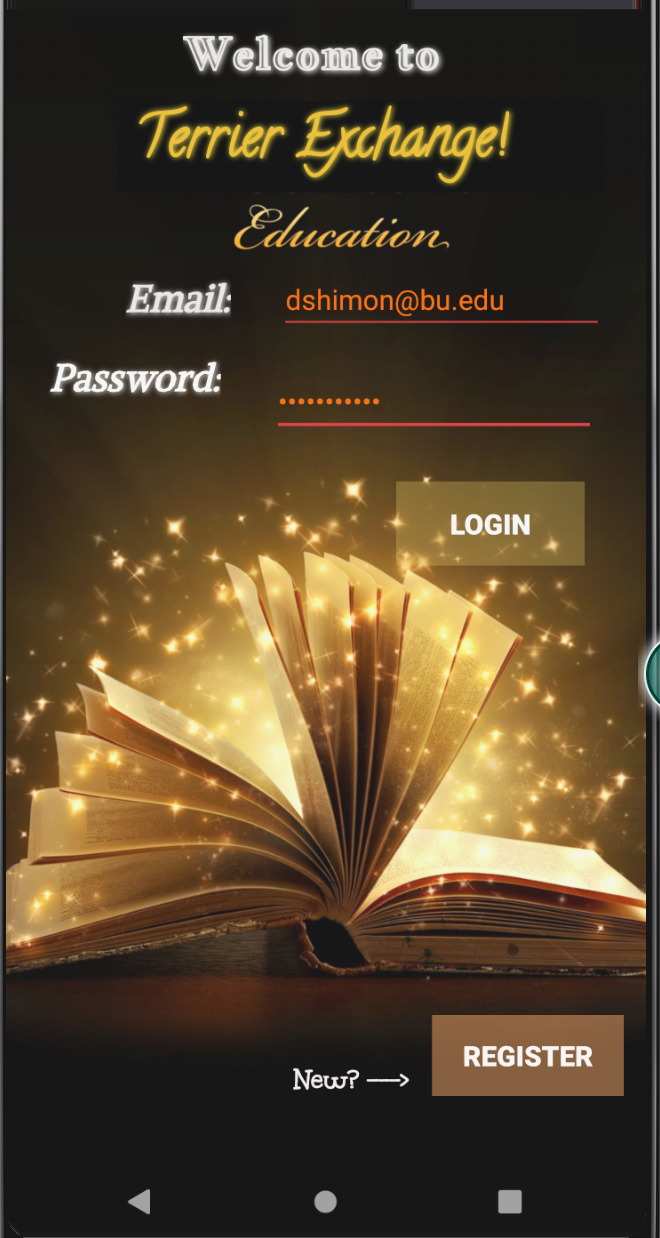 Welcome to
Terrier Exchange!
Education
Email: dshimon@bu.edu
Password: •••••••••••
LOGIN
New? ⟶ REGISTER